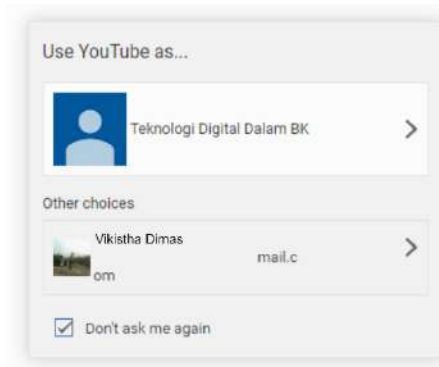 Use YouTube as...
Teknologi Digital Dalam BK
Other choices
Vikistha Dimas
mail.c
om
Don't ask me again